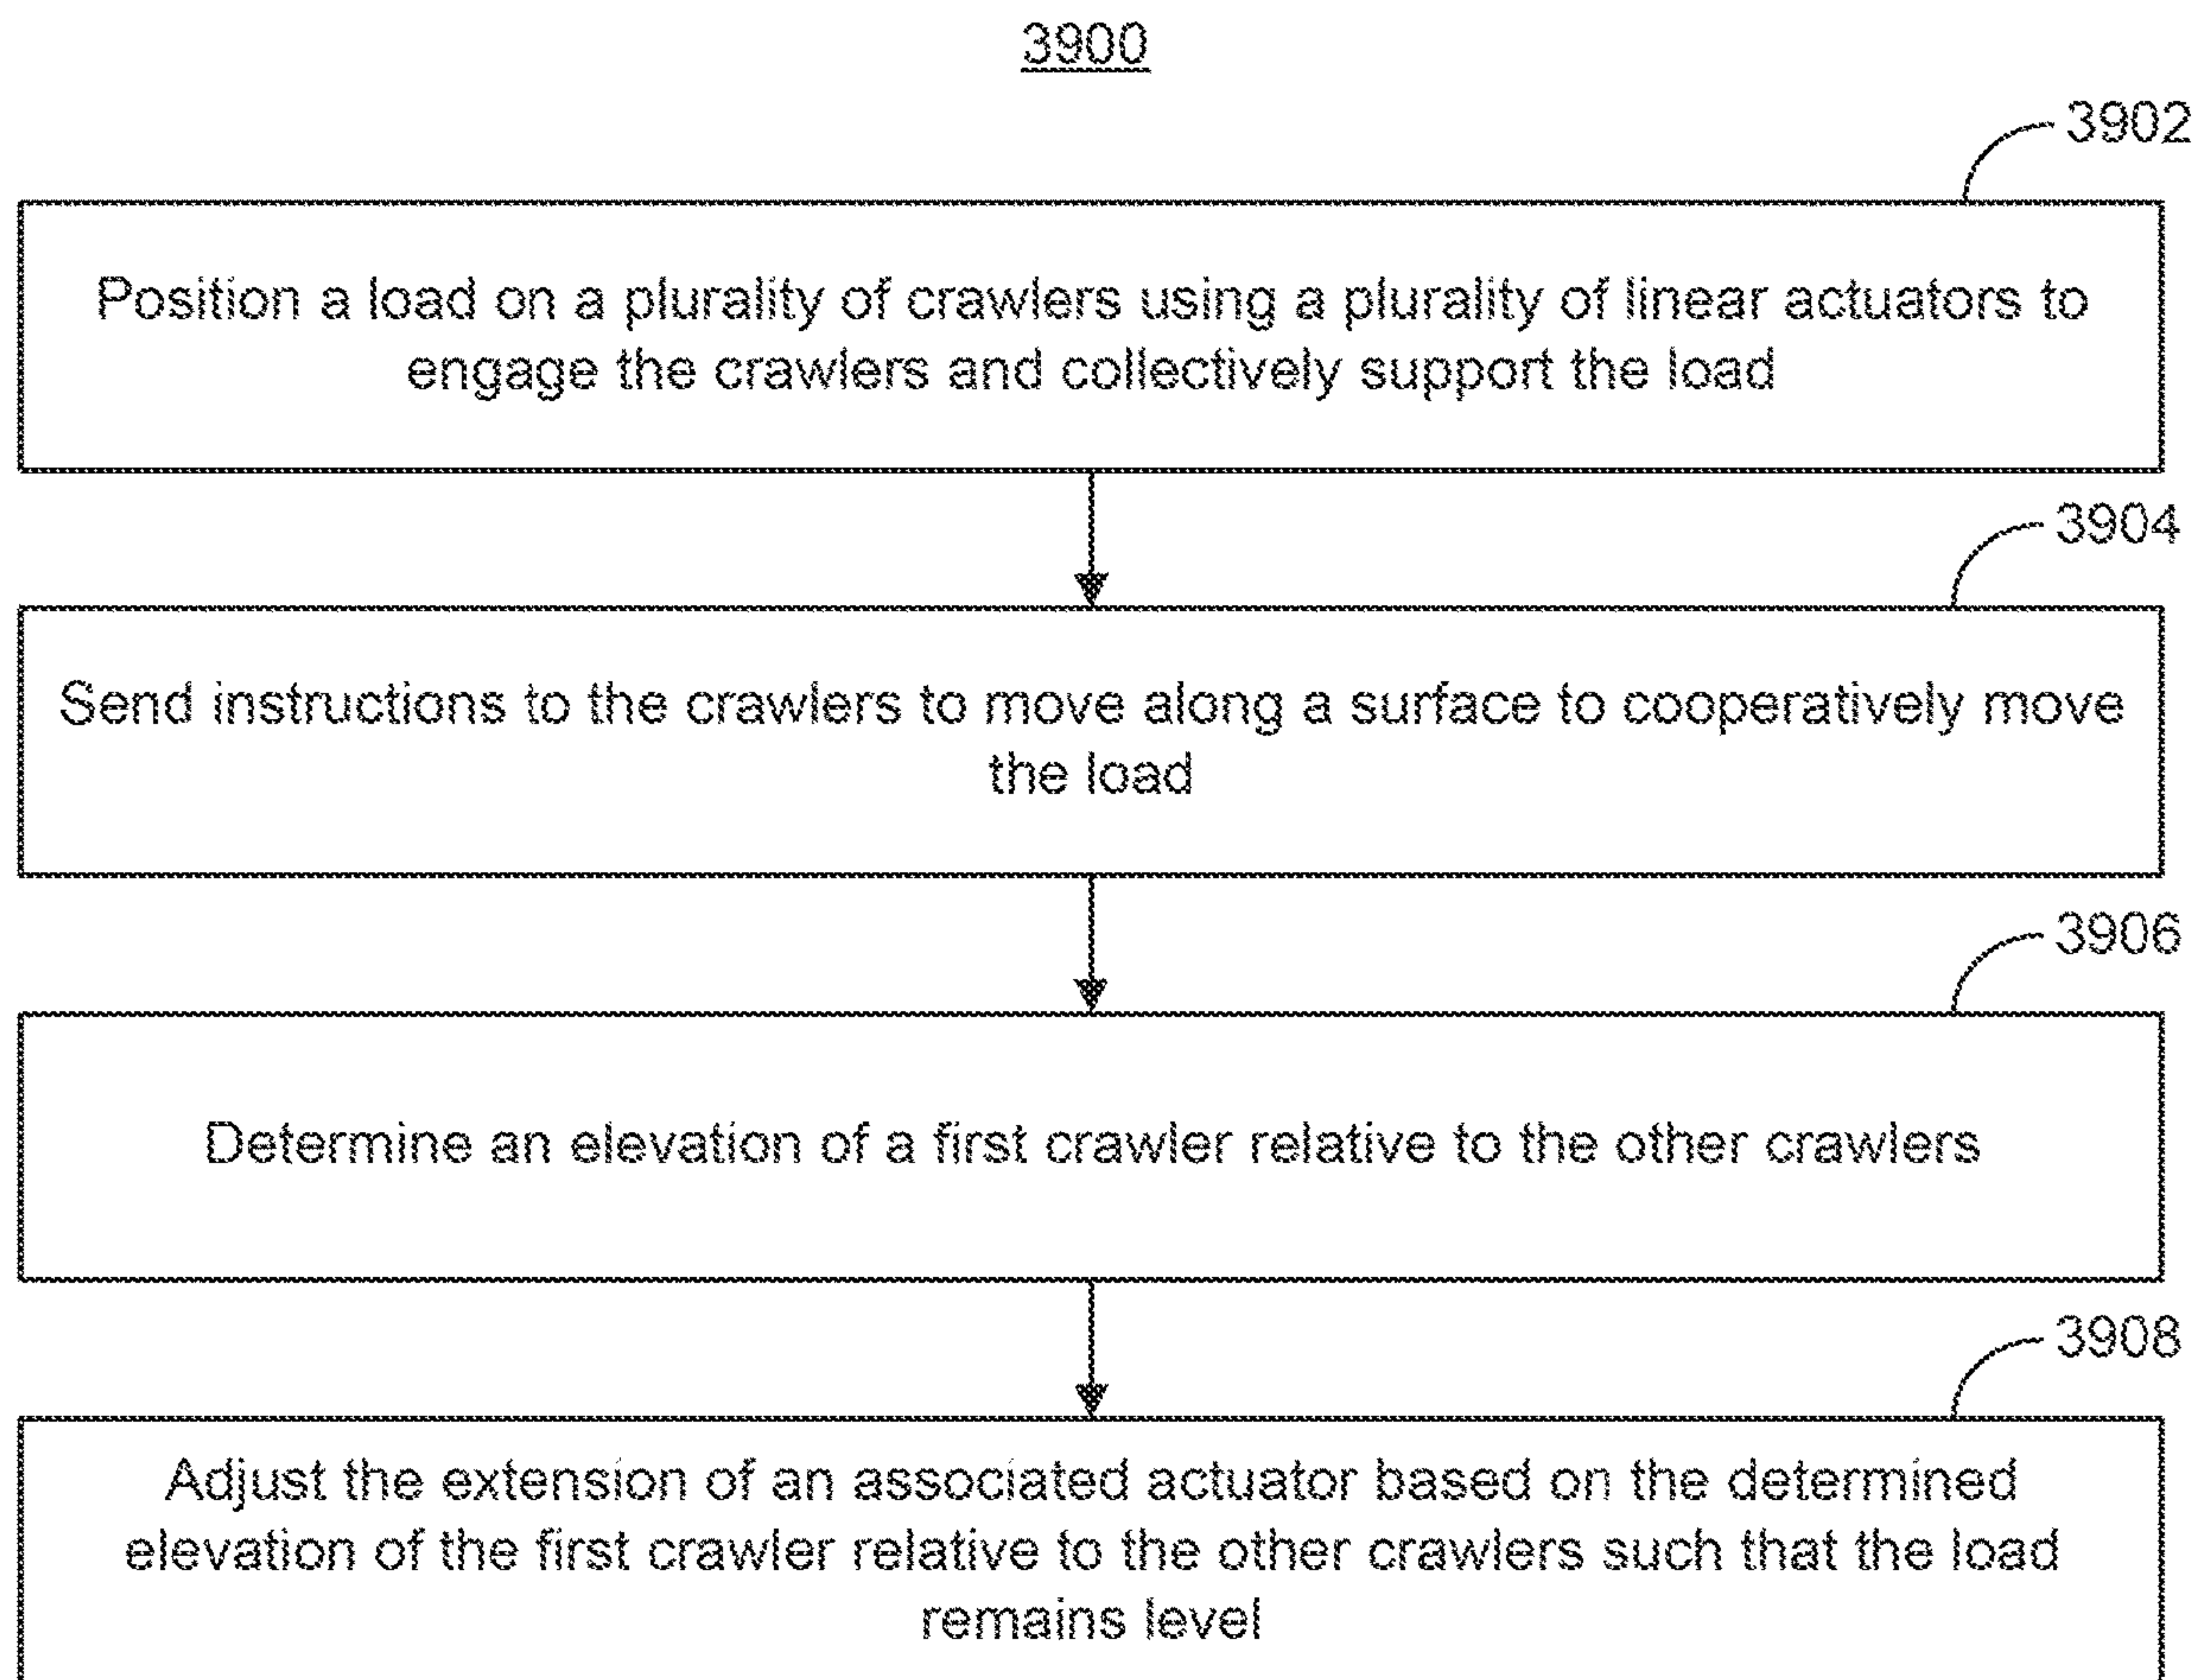 3900
3902
Position a load on a plurality of crawlers using a plurality of linear actuators to
engage the crawlers and collectively support the load
3904
Send instructions to the crawlers to move along a surface to cooperatively move
the load
3906
Determine an elevation of a first crawler relative to the other crawlers
3908
Adjust the extension of an associated actuator based on the determined
elevation of the first crawler relative to the other crawlers such that the load
remains level